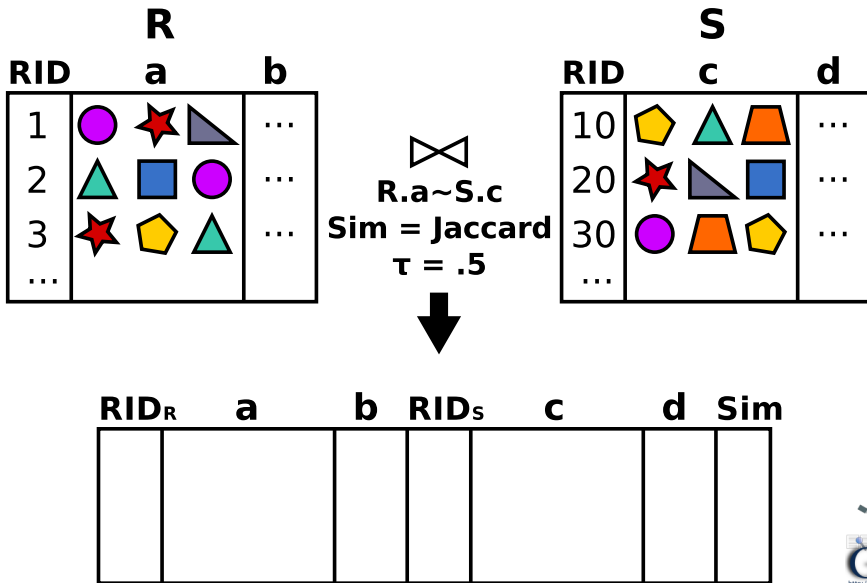 R
S
RID a b
RID c d
1 ...
10 ...
2 ...
20 ...
3 ...
30 ...
...
...
R.a~S.c
Sim = Jaccard
τ = .5
RIDR a b RIDS c d Sim